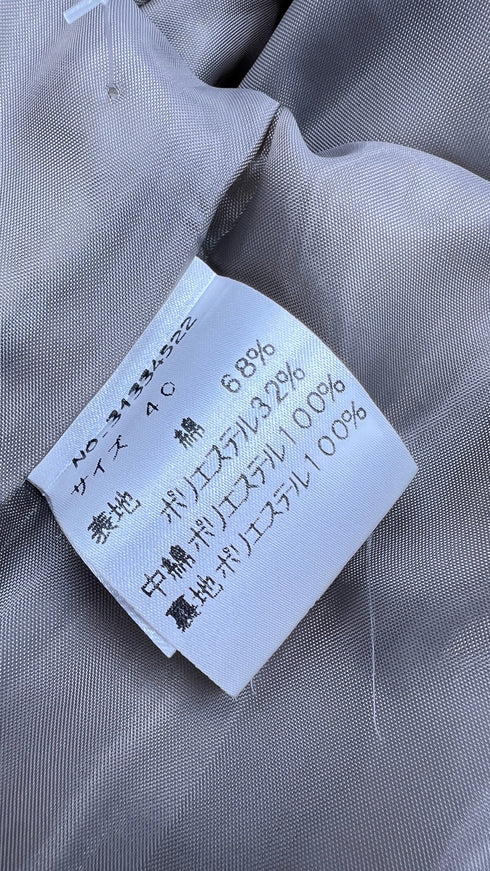 NO-31334522
サイズ 40
表地 綿 68%
ポリエステル32%
中綿 ポリエステル100%
裏地 ポリエステル100%